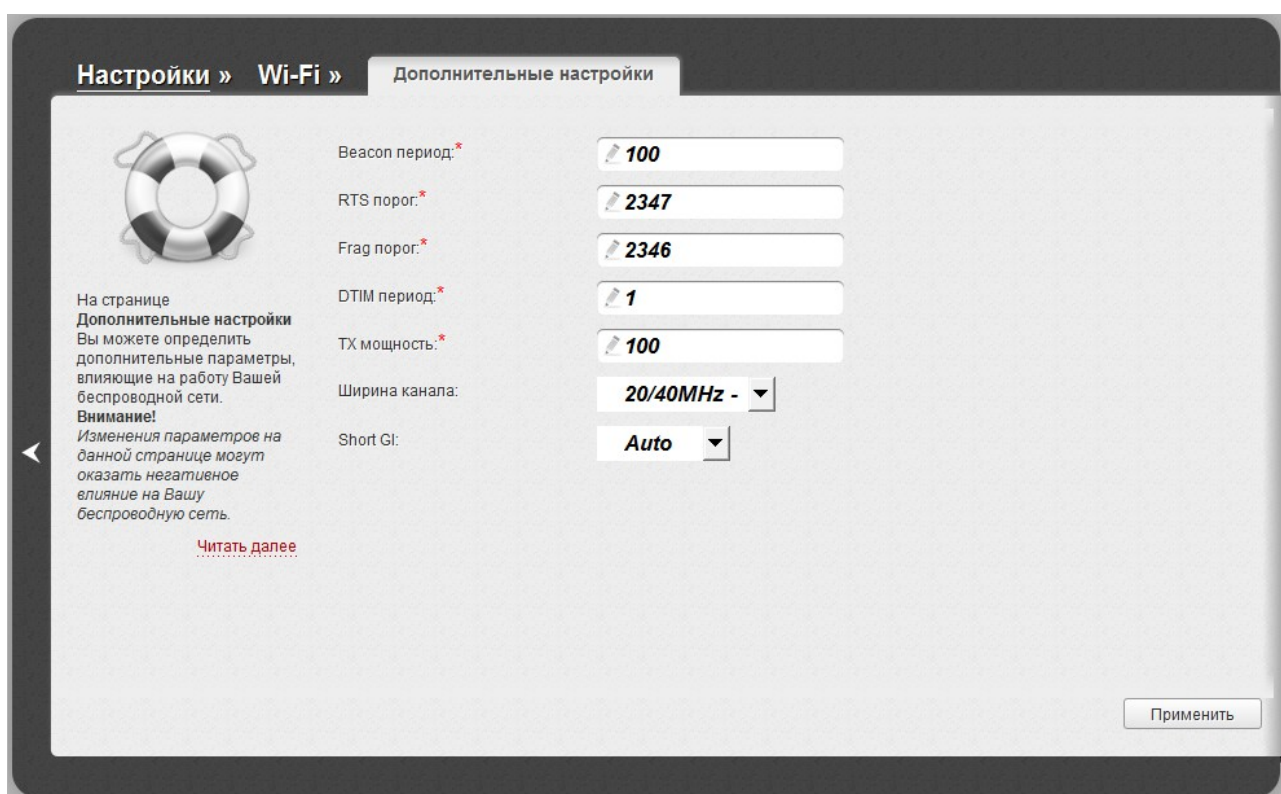 Настройки » Wi-Fi » Дополнительные настройки
Beacon период:* 100
RTS порог:* 2347
Frag порог:* 2346
DTIM период:* 1
TX мощность:* 100
Ширина канала: 20/40MHz -
Short GI: Auto
На странице
Дополнительные настройки
Вы можете определить
дополнительные параметры,
влияющие на работу Вашей
беспроводной сети.
Внимание!
Изменения параметров на
данной странице могут
оказать негативное
влияние на Вашу
беспроводную сеть.
Читать далее
Применить